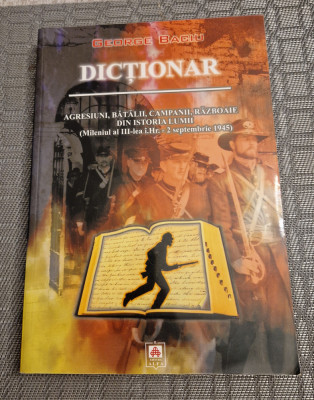 GEORGE BACIU
DICȚIONAR
AGRESIUNI, BĂTĂLII, CAMPANII, RĂZBOAIE
DIN ISTORIA LUMII
(Mileniul al III-lea î.Hr. - 2 septembrie 1945)